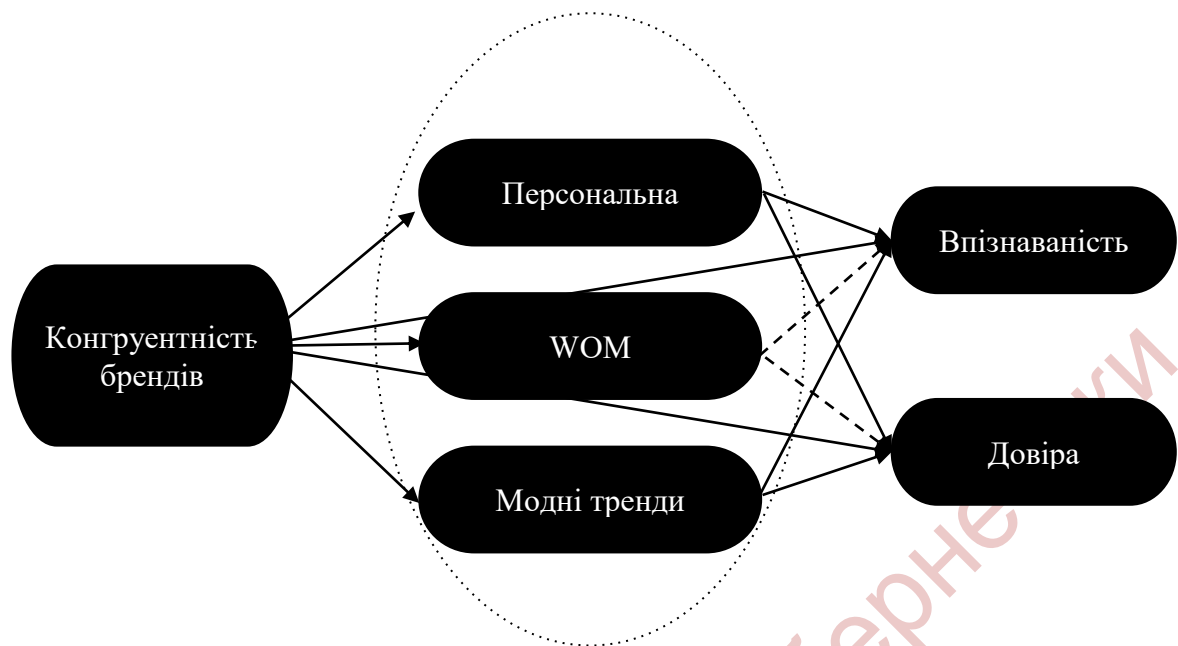 Персональна
Впізнаваність
Конгруентність
брендів
WOM
Довіра
Модні тренди